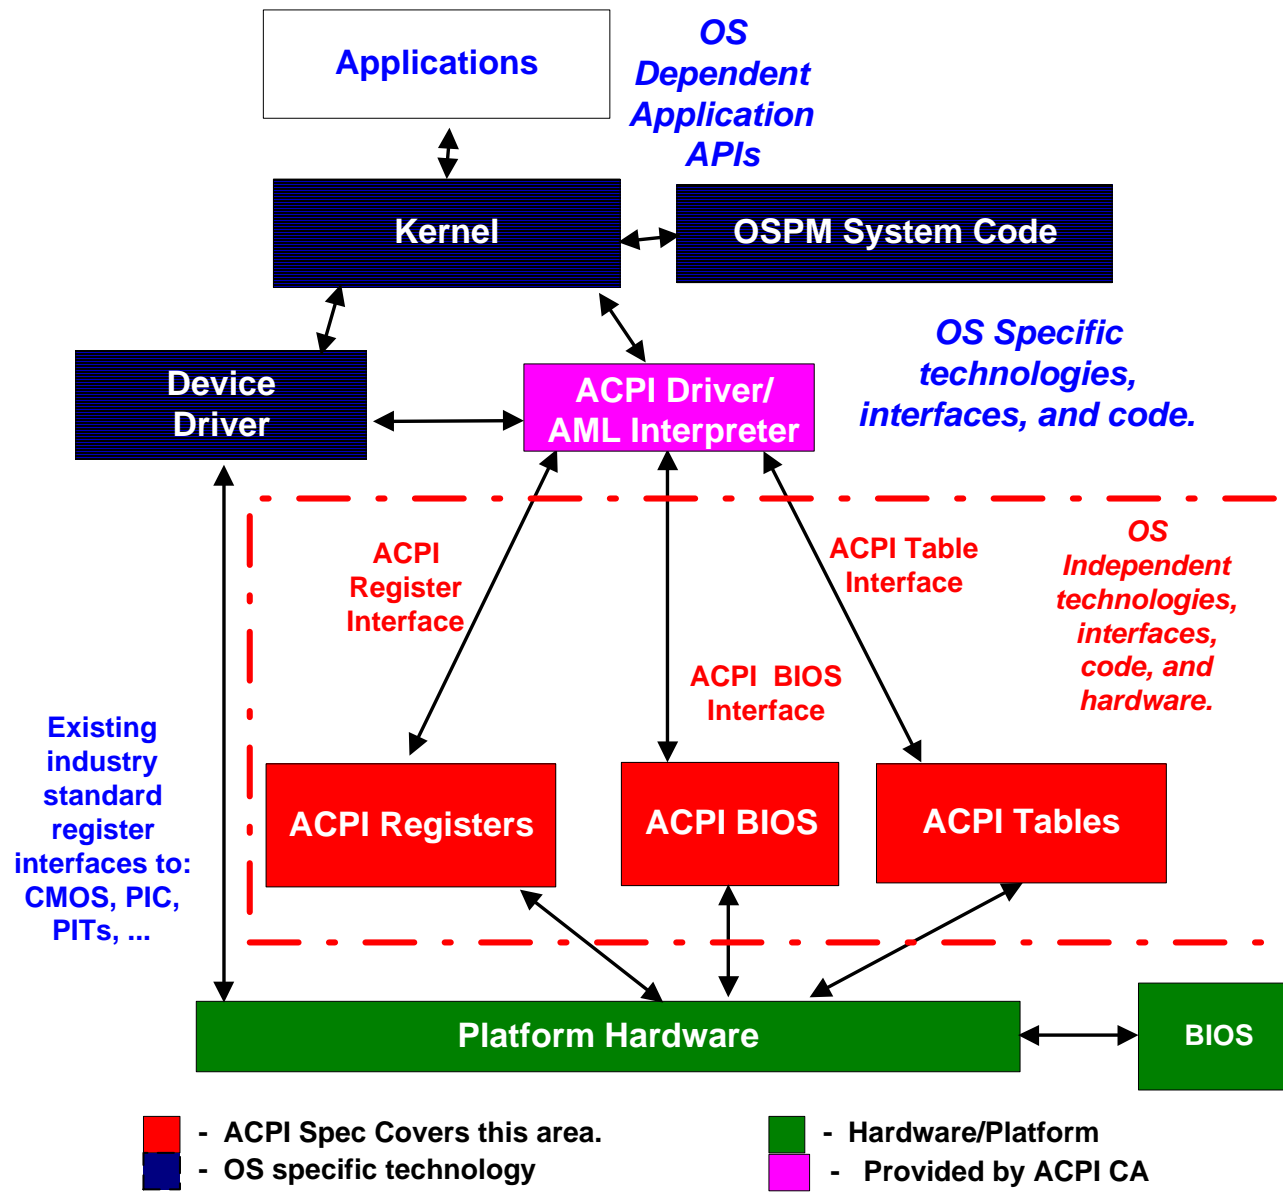 Applications
OS
Dependent
Application
APIs
Kernel
OSPM System Code
OS Specific
technologies,
interfaces, and code.
Device
Driver
ACPI Driver/
AML Interpreter
ACPI
Register
Interface
ACPI Table
Interface
OS
Independent
technologies,
interfaces,
code, and
hardware.
ACPI  BIOS
Interface
Existing
industry
standard
register
interfaces to:
CMOS, PIC,
PITs, ...
ACPI Registers
ACPI BIOS
ACPI Tables
Platform Hardware
BIOS
- ACPI Spec Covers this area.
- OS specific technology
- Hardware/Platform
- Provided by ACPI CA